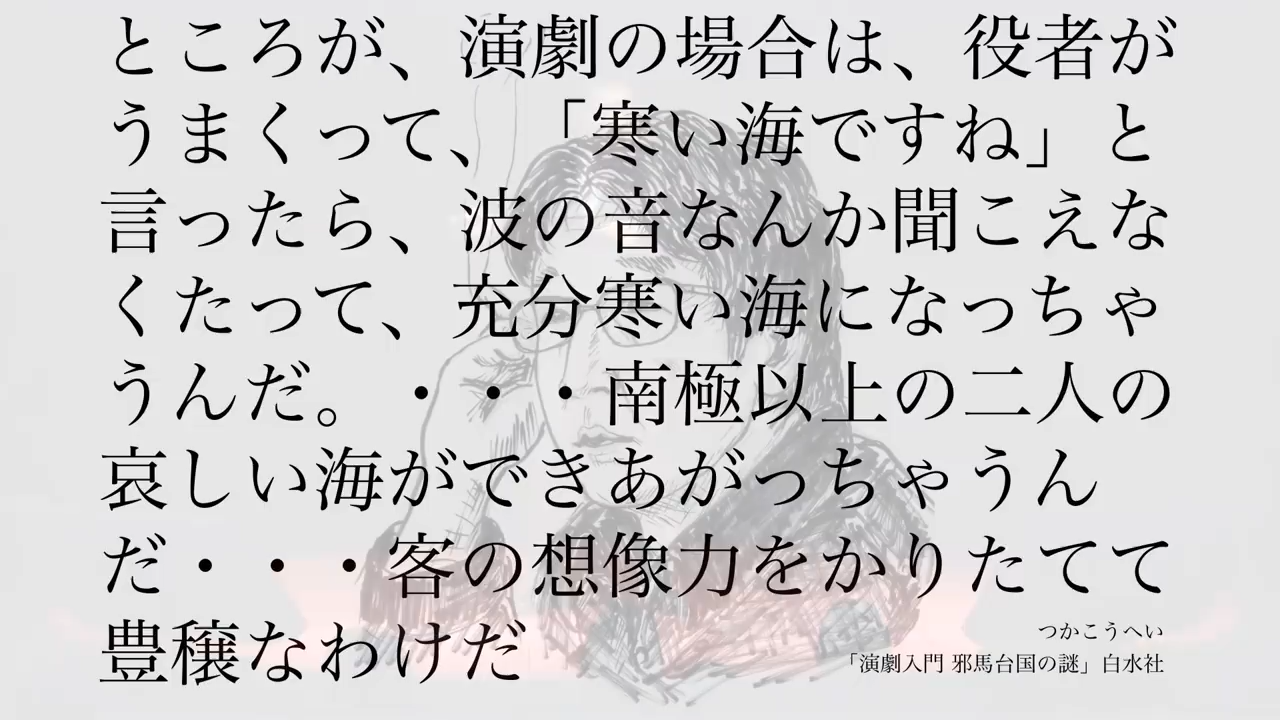 ところが、演劇の場合は、役者が
うまくって、「寒い海ですね」と
言ったら、波の音なんか聞こえな
くたって、充分寒い海になっちゃ
うんだ。・・・南極以上の二人の
哀しい海ができあがっちゃうん
だ・・・客の想像力をかりたてて
豊穣なわけだ
つかこうへい
「演劇入門 邪馬台国の謎」白水社